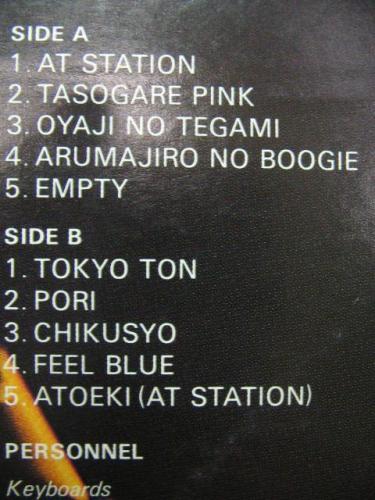 SIDE A
1. AT STATION
2. TASOGARE PINK
3. OYAJI NO TEGAMI
4. ARUMAJIRO NO BOOGIE
5. EMPTY
SIDE B
1. TOKYO TON
2. PORI
3. CHIKUSYO
4. FEEL BLUE
5. ATOEKI (AT STATION)
PERSONNEL
Keyboards